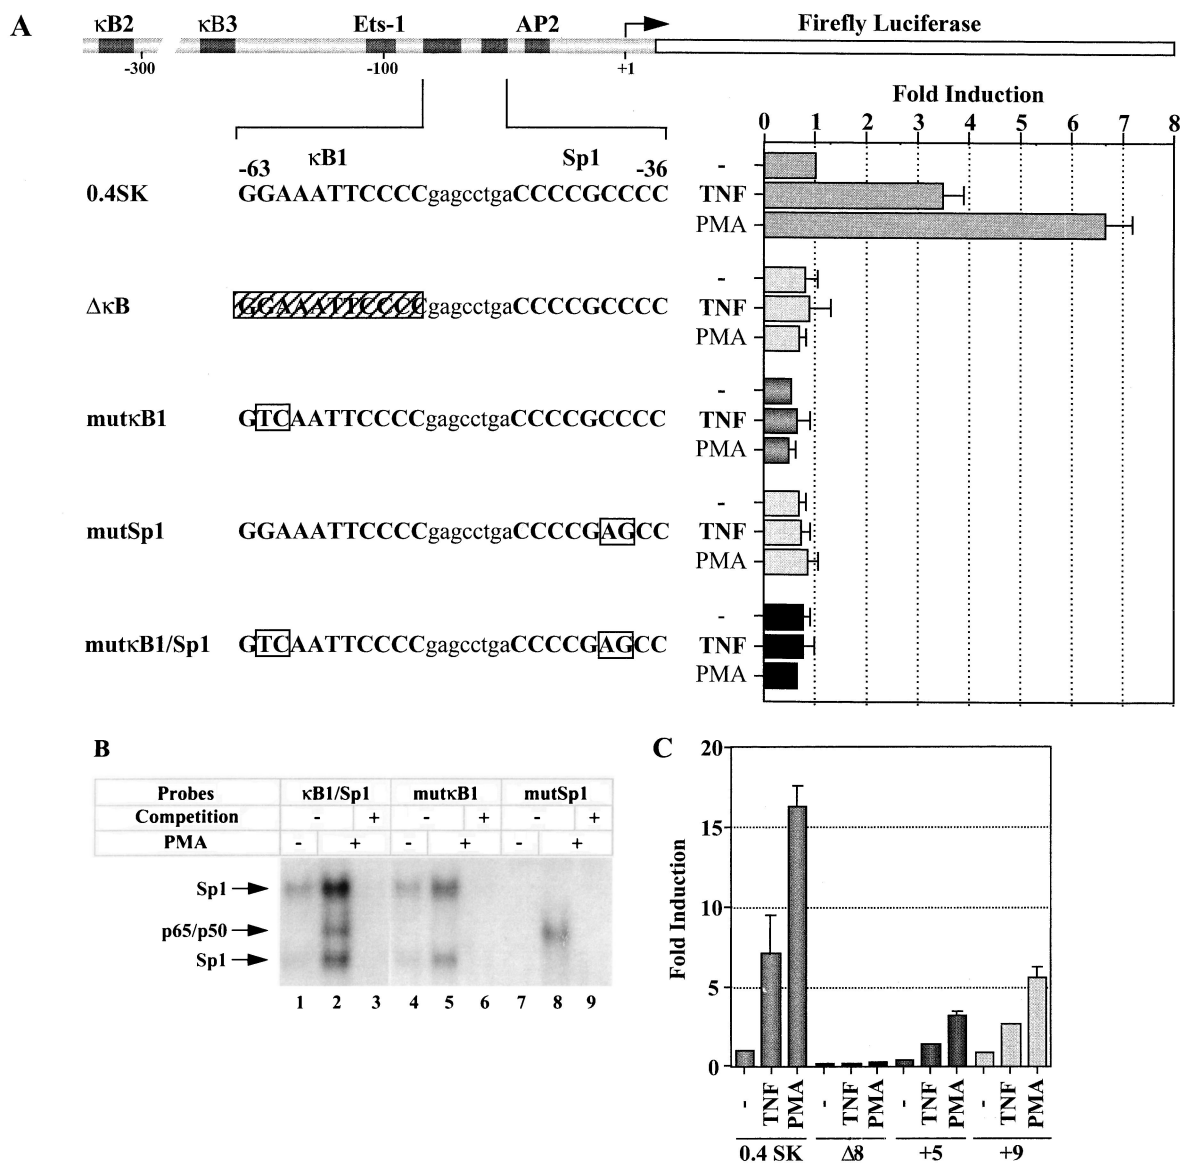 A
κB2 κB3 Ets-1 AP2 Firefly Luciferase
-300 -100 +1
Fold Induction
0 1 2 3 4 5 6 7 8
-63 κB1 Sp1 -36
0.4SK GGAAATTCCCCgagcctgaCCCCGCCCC
-
TNF
PMA
ΔκB GGAAATTCCCCgagcctgaCCCCGCCCC
-
TNF
PMA
mutκB1 GTCAATTCCCCgagcctgaCCCCGCCCC
-
TNF
PMA
mutSp1 GGAAATTCCCCgagcctgaCCCCGAGCC
-
TNF
PMA
mutκB1/Sp1 GTCAATTCCCCgagcctgaCCCCGAGCC
-
TNF
PMA
B
Probes κB1/Sp1 mutκB1 mutSp1
Competition - + - + - +
PMA - + - + - +
Sp1
p65/p50
Sp1
1 2 3 4 5 6 7 8 9
C
Fold Induction
20
15
10
5
0
- TNF PMA - TNF PMA - TNF PMA - TNF PMA
0.4 SK Δ8 +5 +9